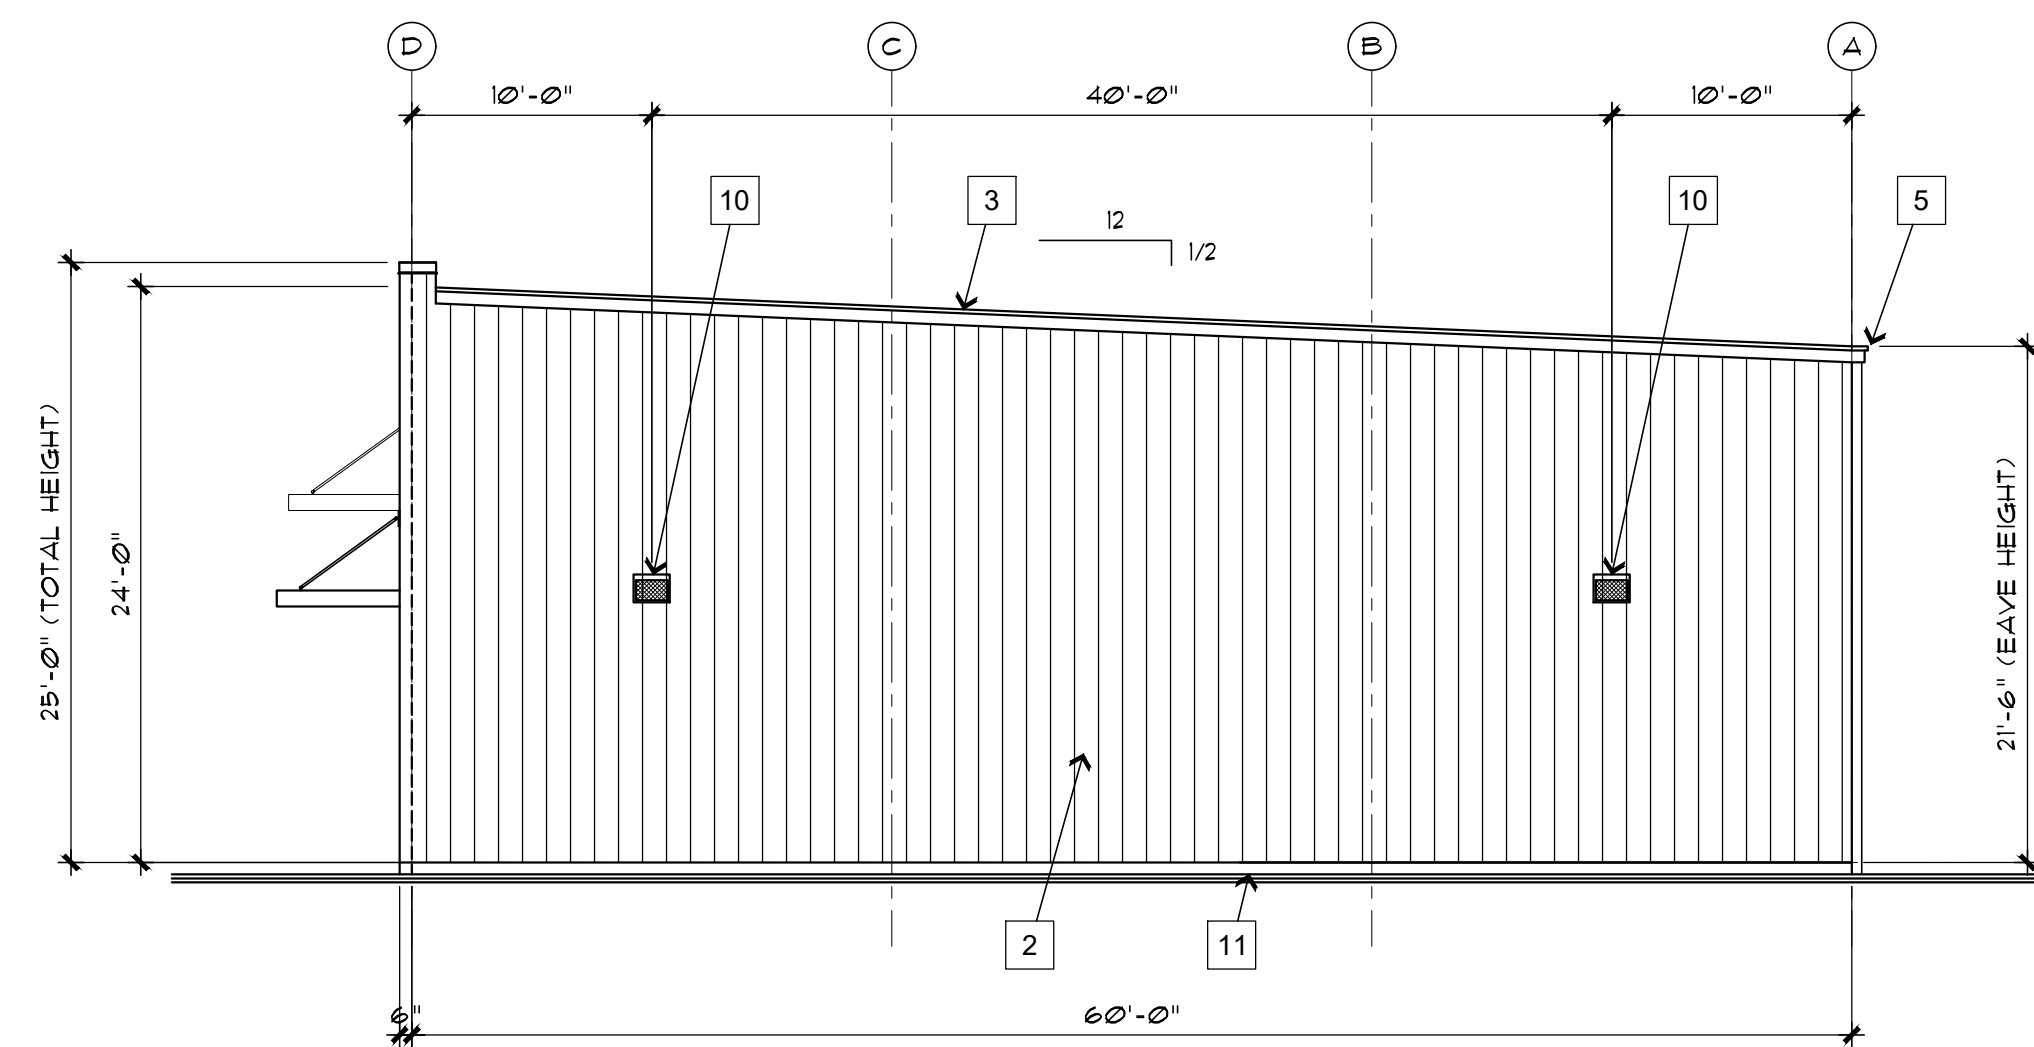 D C B A
10'-0" 40'-0" 10'-0"
10 3 10 5
12
1/2
25'-0" (TOTAL HEIGHT)
24'-0"
21'-6" (EAVE HEIGHT)
2 11
6" 60'-0"